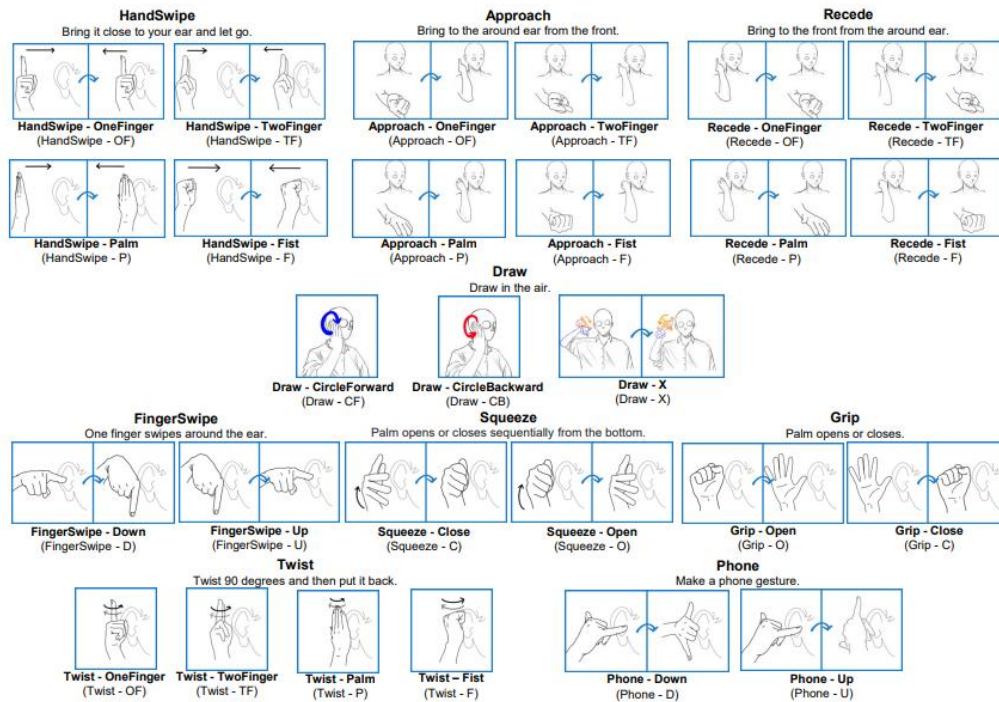 HandSwipe
Bring it close to your ear and let go.
HandSwipe - OneFinger
(HandSwipe - OF)
HandSwipe - TwoFinger
(HandSwipe - TF)
HandSwipe - Palm
(HandSwipe - P)
HandSwipe - Fist
(HandSwipe - F)
Approach
Bring to the around ear from the front.
Approach - OneFinger
(Approach - OF)
Approach - TwoFinger
(Approach - TF)
Approach - Palm
(Approach - P)
Approach - Fist
(Approach - F)
Recede
Bring to the front from the around ear.
Recede - OneFinger
(Recede - OF)
Recede - TwoFinger
(Recede - TF)
Recede - Palm
(Recede - P)
Recede - Fist
(Recede - F)
Draw
Draw in the air.
Draw - CircleForward
(Draw - CF)
Draw - CircleBackward
(Draw - CB)
Draw - X
(Draw - X)
FingerSwipe
One finger swipes around the ear.
FingerSwipe - Down
(FingerSwipe - D)
FingerSwipe - Up
(FingerSwipe - U)
Squeeze
Palm opens or closes sequentially from the bottom.
Squeeze - Close
(Squeeze - C)
Squeeze - Open
(Squeeze - O)
Grip
Palm opens or closes.
Grip - Open
(Grip - O)
Grip - Close
(Grip - C)
Twist
Twist 90 degrees and then put it back.
Twist - OneFinger
(Twist - OF)
Twist - TwoFinger
(Twist - TF)
Twist - Palm
(Twist - P)
Twist – Fist
(Twist - F)
Phone
Make a phone gesture.
Phone - Down
(Phone - D)
Phone - Up
(Phone - U)